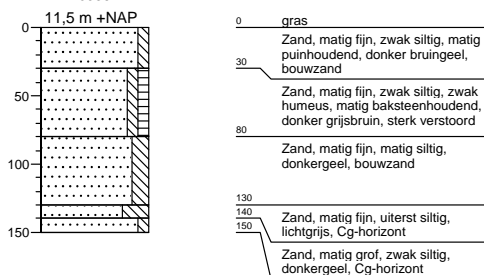 11,5 m +NAP
0
50
100
150
0 gras
Zand, matig fijn, zwak siltig, matig
puinhoudend, donker bruingeel,
bouwzand
30
Zand, matig fijn, zwak siltig, zwak
humeus, matig baksteenhoudend,
donker grijsbruin, sterk verstoord
80
Zand, matig fijn, matig siltig,
donkergeel, bouwzand
130
Zand, matig fijn, uiterst siltig,
lichtgrijs, Cg-horizont
140
150
Zand, matig grof, zwak siltig,
donkergeel, Cg-horizont